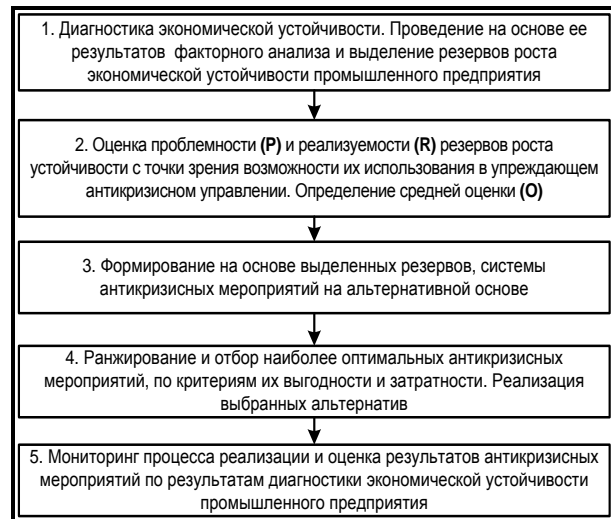 1. Диагностика экономической устойчивости. Проведение на основе ее
результатов факторного анализа и выделение резервов роста
экономической устойчивости промышленного предприятия
2. Оценка проблемности (P) и реализуемости (R) резервов роста
устойчивости с точки зрения возможности их использования в упреждающем
антикризисном управлении. Определение средней оценки (O)
3. Формирование на основе выделенных резервов, системы
антикризисных мероприятий на альтернативной основе
4. Ранжирование и отбор наиболее оптимальных антикризисных
мероприятий, по критериям их выгодности и затратности. Реализация
выбранных альтернатив
5. Мониторинг процесса реализации и оценка результатов антикризисных
мероприятий по результатам диагностики экономической устойчивости
промышленного предприятия